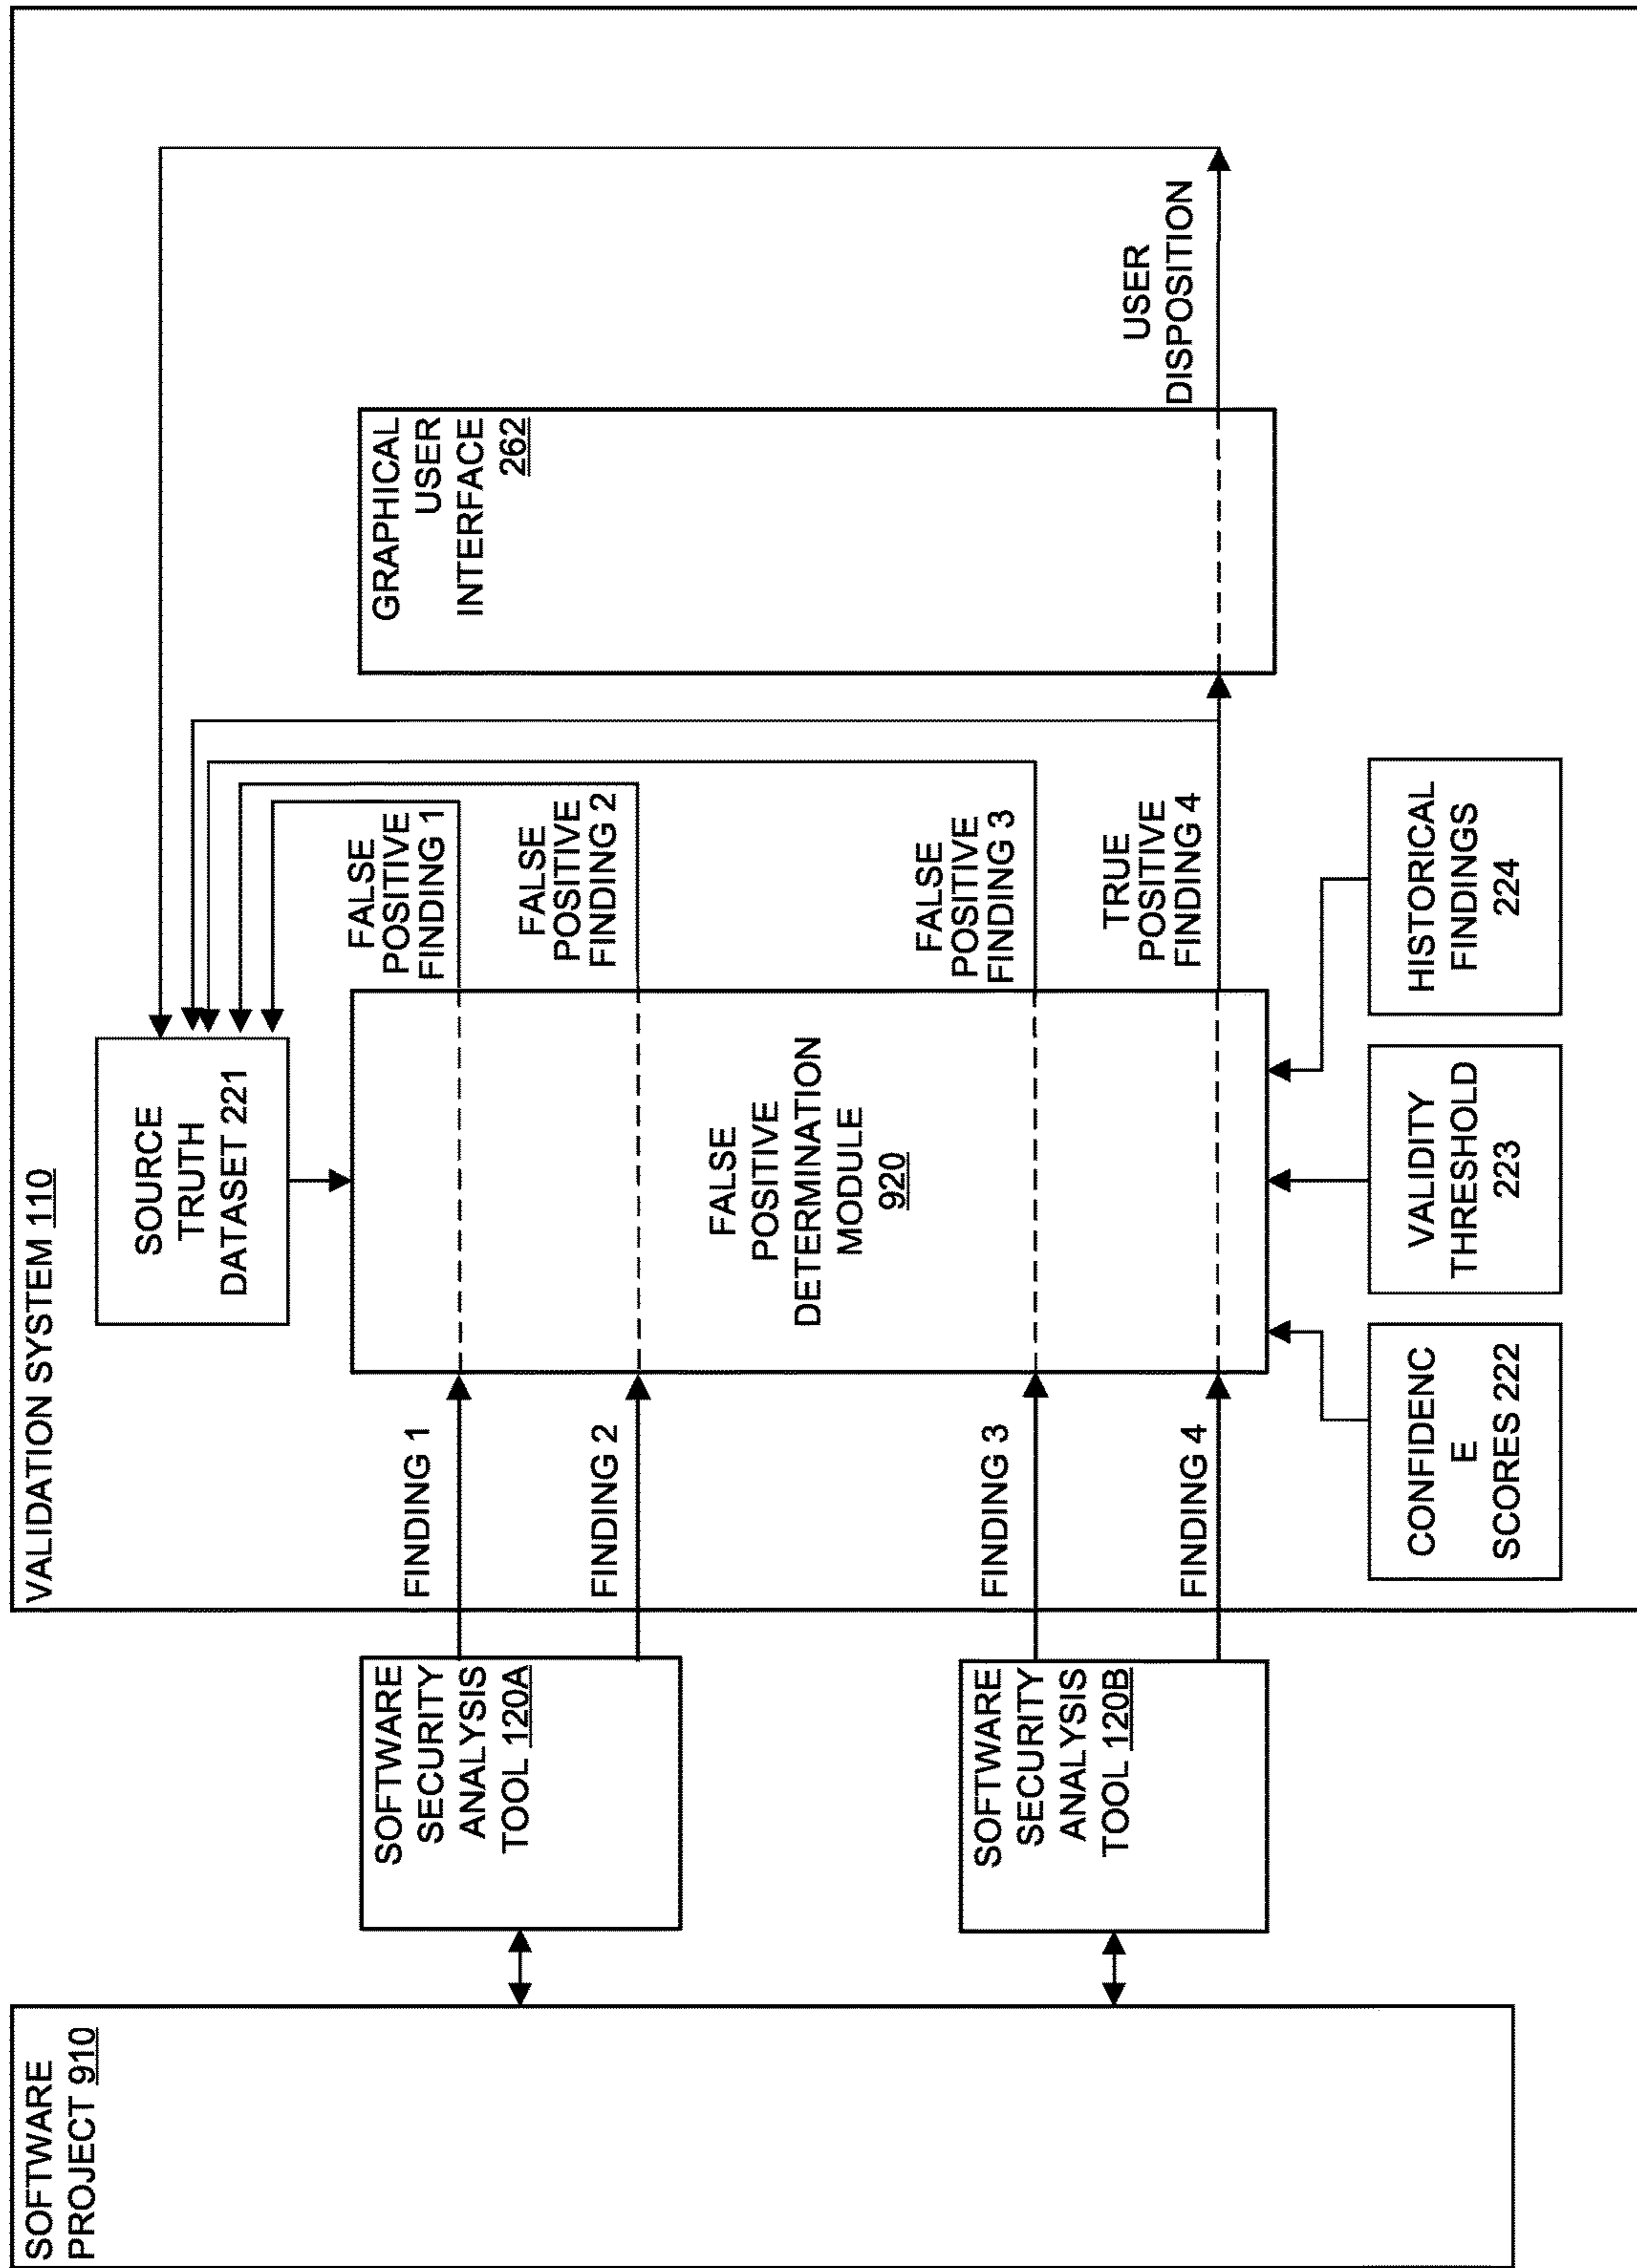 SOFTWARE
PROJECT 910
SOFTWARE
SECURITY
ANALYSIS
TOOL 120A
SOFTWARE
SECURITY
ANALYSIS
TOOL 120B
VALIDATION SYSTEM 110
FINDING 1
FINDING 2
FINDING 3
FINDING 4
SOURCE
TRUTH
DATASET 221
FALSE
POSITIVE
DETERMINATION
MODULE
920
CONFIDENC
E
SCORES 222
VALIDITY
THRESHOLD
223
HISTORICAL
FINDINGS
224
FALSE
POSITIVE
FINDING 1
FALSE
POSITIVE
FINDING 2
FALSE
POSITIVE
FINDING 3
TRUE
POSITIVE
FINDING 4
GRAPHICAL
USER
INTERFACE
262
USER
DISPOSITION